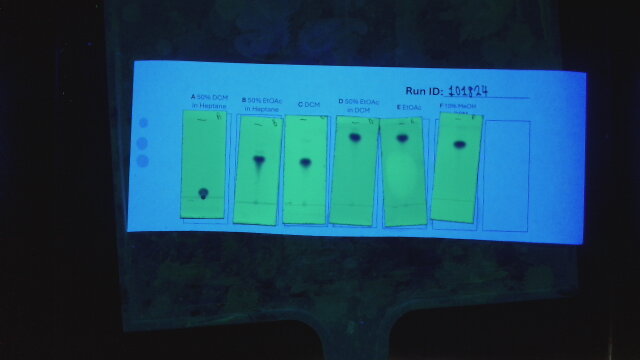 Run ID: 101824
A 50% DCM
in Heptane
B 50% EtOAc
in Heptane
C DCM
D 50% EtOAc
in DCM
E EtOAc
F 10% MeOH